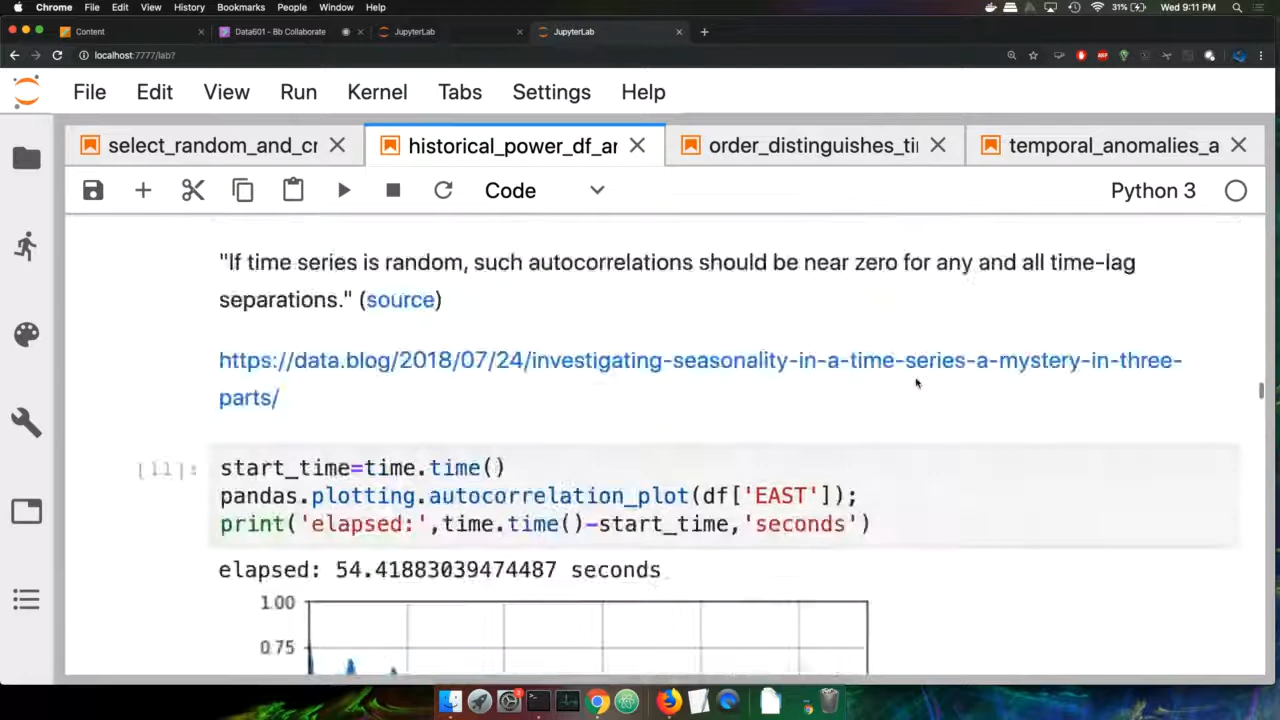 Chrome File Edit View History Bookmarks People Window Help 31% Wed 9:11 PM
Content Data601 - Bb Collaborate JupyterLab JupyterLab
localhost:7777/lab?
File Edit View Run Kernel Tabs Settings Help
select_random_and_cr historical_power_df_ar order_distinguishes_tir temporal_anomalies_a
Code Python 3
"If time series is random, such autocorrelations should be near zero for any and all time-lag
separations." (source)
https://data.blog/2018/07/24/investigating-seasonality-in-a-time-series-a-mystery-in-three-
parts/
[11]: start_time=time.time()
pandas.plotting.autocorrelation_plot(df['EAST']);
print('elapsed:',time.time()-start_time,'seconds')
elapsed: 54.41883039474487 seconds
1.00
0.75